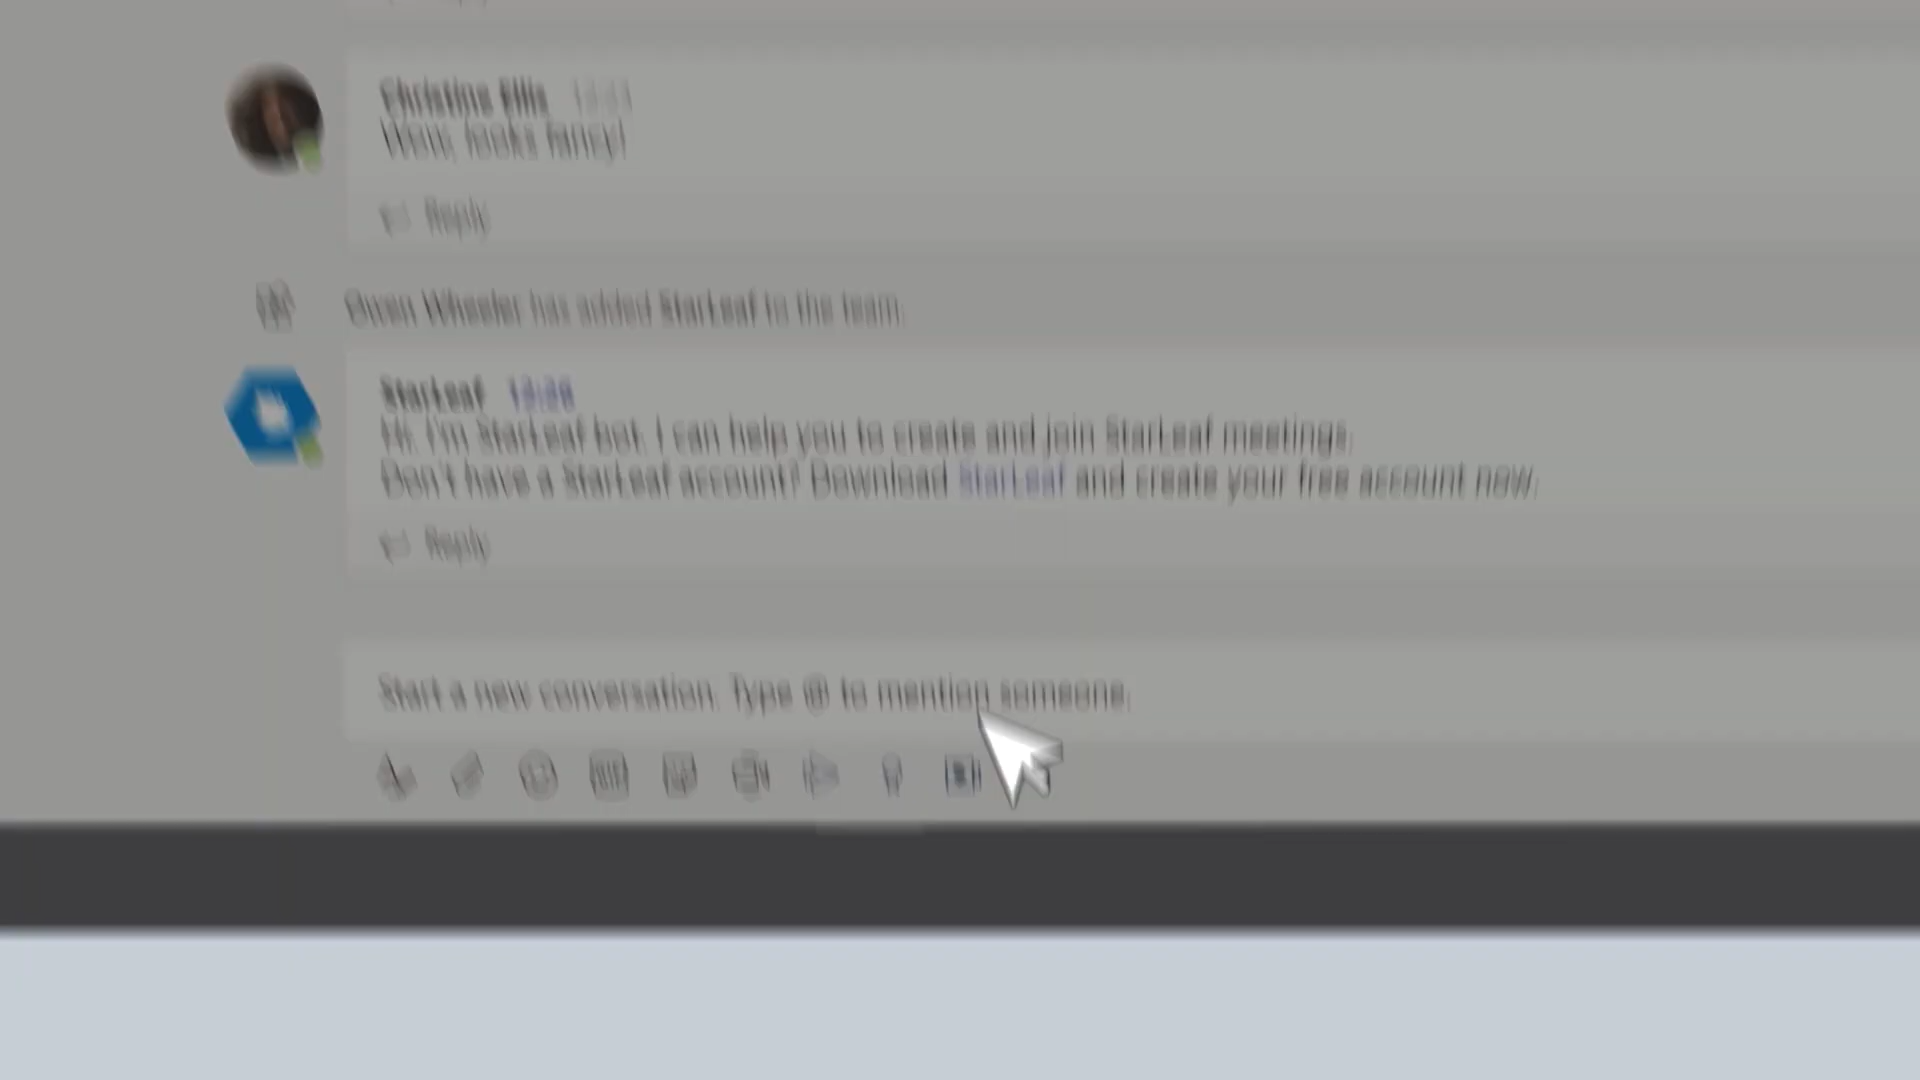 Christina Ellis
Wow, looks fancy!
Reply
Wheeler has added StarLeaf to the team.
StarLeaf
Hi, I'm StarLeaf bot. I can help you to create and join StarLeaf meetings.
Don't have a StarLeaf account? Download StarLeaf and create your free account now.
Reply
Start a new conversation. Type @ to mention someone.